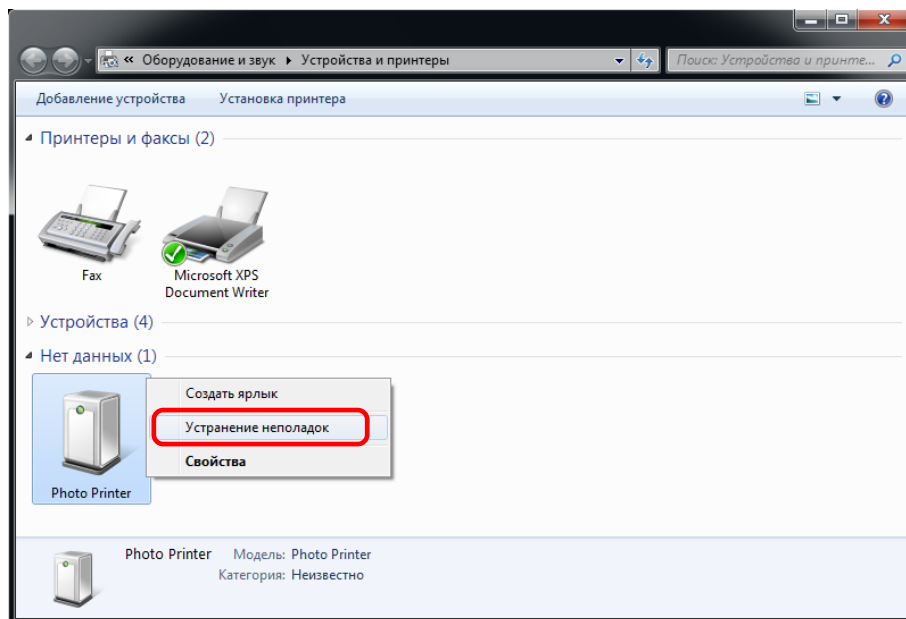 « Оборудование и звук ▸ Устройства и принтеры
Поиск: Устройства и принте...
Добавление устройства Установка принтера
Принтеры и факсы (2)
Fax
Microsoft XPS
Document Writer
Устройства (4)
Нет данных (1)
Photo Printer
Создать ярлык
Устранение неполадок
Свойства
Photo Printer Модель: Photo Printer
Категория: Неизвестно